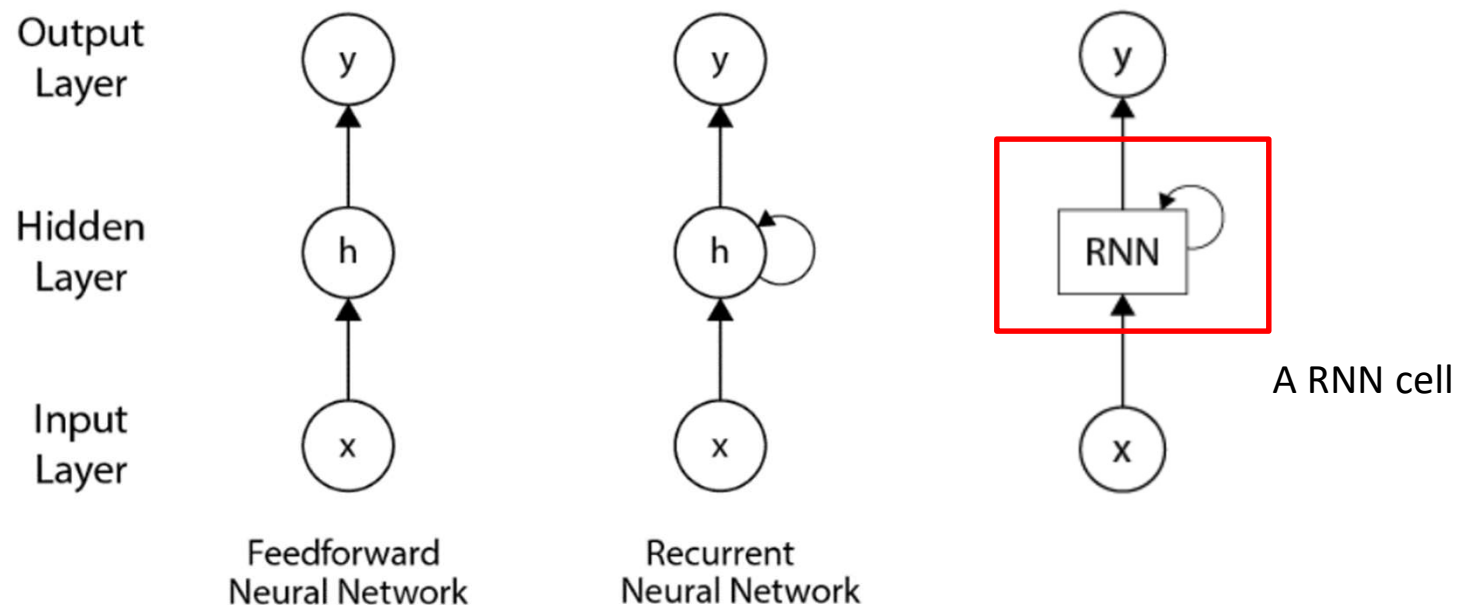 Output
Layer
y
y
y
Hidden
Layer
h
h
RNN
A RNN cell
Input
Layer
x
x
x
Feedforward
Neural Network
Recurrent
Neural Network